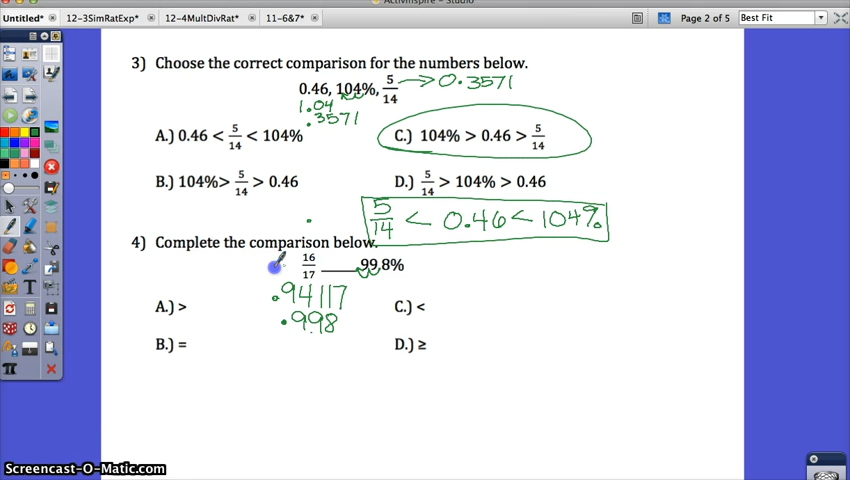 ActivInspire - Studio
Untitled* 12-3SimRatExp* 12-4MultDivRat* 11-6&7* Page 2 of 5 Best Fit
3) Choose the correct comparison for the numbers below.
0.46, 104%, 5/14 → 0.3571
1.04
.3571
A.) 0.46 < 5/14 < 104% C.) 104% > 0.46 > 5/14
B.) 104%> 5/14 > 0.46 D.) 5/14 > 104% > 0.46
5/14 < 0.46 < 104%
4) Complete the comparison below.
16/17 ____ 99.8%
.94117
.998
A.) > C.) <
B.) = D.) ≥
Screencast-O-Matic.com